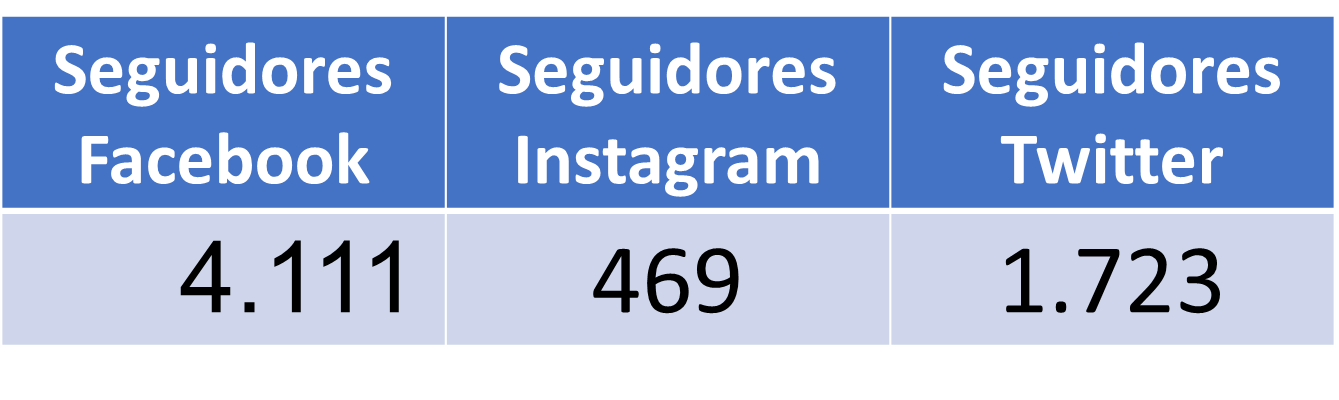 Seguidores Facebook
Seguidores Instagram
Seguidores Twitter
4.111
469
1.723